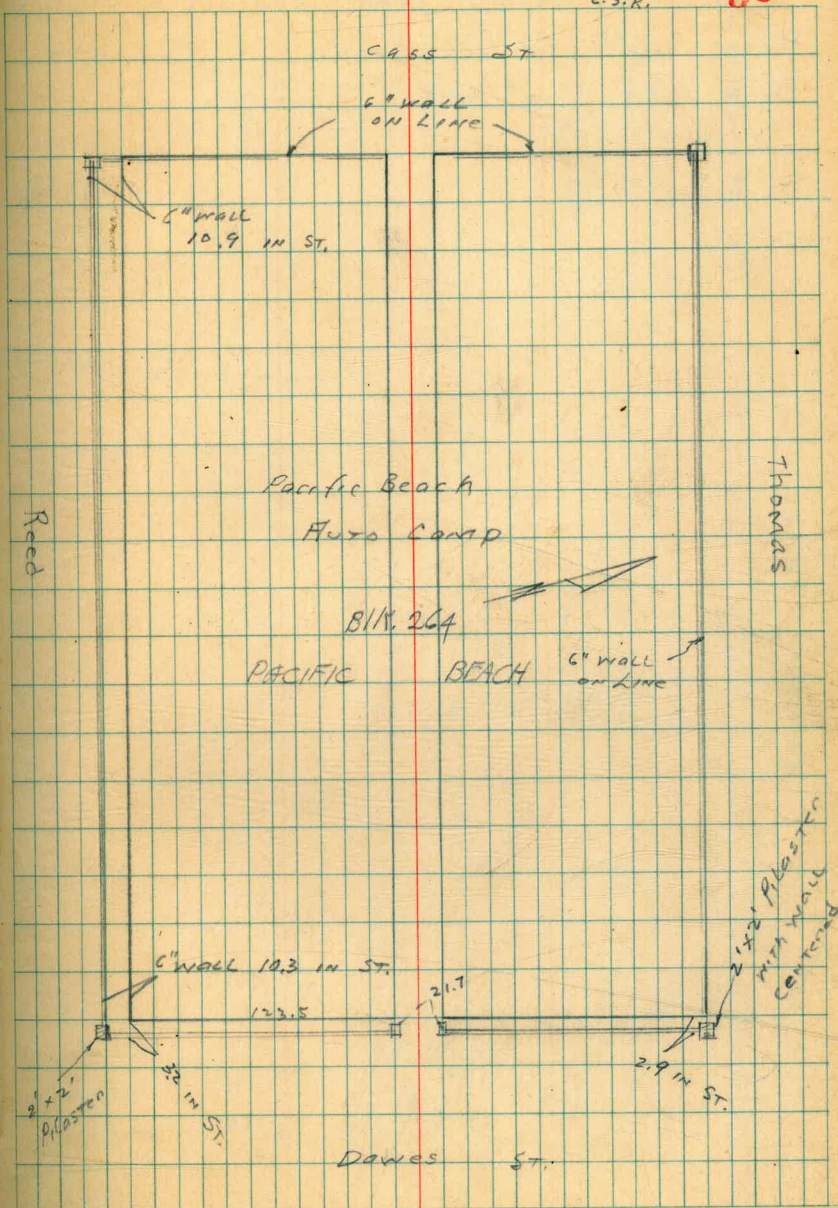 C.S.K.
Cass ST
6" WALL
ON LINE
6" WALL
10.9 IN ST.
Pacific Beach
Auto Camp
Reed
Thomas
Blk. 264
PACIFIC BEACH
6" WALL
ON LINE
2'x2' Pilaster
with wall
centered
6" WALL 10.3 IN ST.
123.5
21.7
2'x2'
Pilaster
3.2 IN ST.
2.9 IN ST.
Dawes ST.